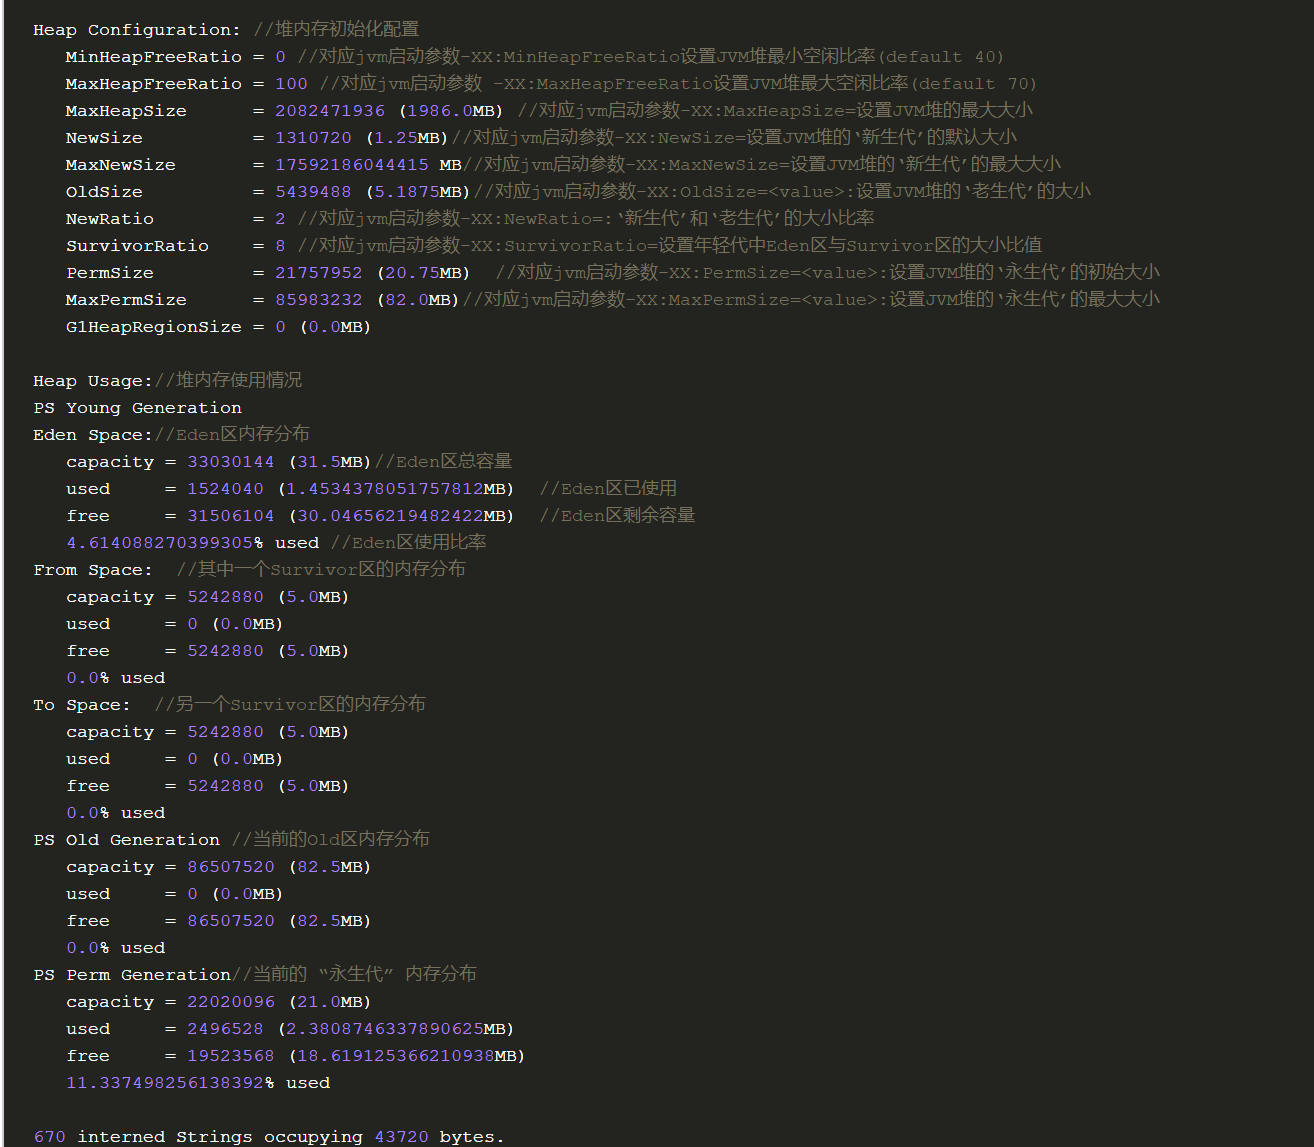 Heap Configuration: //堆内存初始化配置
MinHeapFreeRatio = 0 //对应jvm启动参数-XX:MinHeapFreeRatio设置JVM堆最小空闲比率(default 40)
MaxHeapFreeRatio = 100 //对应jvm启动参数 -XX:MaxHeapFreeRatio设置JVM堆最大空闲比率(default 70)
MaxHeapSize      = 2082471936 (1986.0MB) //对应jvm启动参数-XX:MaxHeapSize=设置JVM堆的最大大小
NewSize          = 1310720 (1.25MB)//对应jvm启动参数-XX:NewSize=设置JVM堆的‘新生代’的默认大小
MaxNewSize       = 17592186044415 MB//对应jvm启动参数-XX:MaxNewSize=设置JVM堆的‘新生代’的最大大小
OldSize          = 5439488 (5.1875MB)//对应jvm启动参数-XX:OldSize=<value>:设置JVM堆的‘老生代’的大小
NewRatio         = 2 //对应jvm启动参数-XX:NewRatio=:‘新生代’和‘老生代’的大小比率
SurvivorRatio    = 8 //对应jvm启动参数-XX:SurvivorRatio=设置年轻代中Eden区与Survivor区的大小比值
PermSize         = 21757952 (20.75MB)  //对应jvm启动参数-XX:PermSize=<value>:设置JVM堆的‘永生代’的初始大小
MaxPermSize      = 85983232 (82.0MB)//对应jvm启动参数-XX:MaxPermSize=<value>:设置JVM堆的‘永生代’的最大大小
G1HeapRegionSize = 0 (0.0MB)
Heap Usage://堆内存使用情况
PS Young Generation
Eden Space://Eden区内存分布
capacity = 33030144 (31.5MB)//Eden区总容量
used     = 1524040 (1.4534378051757812MB)  //Eden区已使用
free     = 31506104 (30.04656219482422MB)  //Eden区剩余容量
4.614088270399305% used //Eden区使用比率
From Space:  //其中一个Survivor区的内存分布
capacity = 5242880 (5.0MB)
used     = 0 (0.0MB)
free     = 5242880 (5.0MB)
0.0% used
To Space:  //另一个Survivor区的内存分布
capacity = 5242880 (5.0MB)
used     = 0 (0.0MB)
free     = 5242880 (5.0MB)
0.0% used
PS Old Generation //当前的Old区内存分布
capacity = 86507520 (82.5MB)
used     = 0 (0.0MB)
free     = 86507520 (82.5MB)
0.0% used
PS Perm Generation//当前的 “永生代” 内存分布
capacity = 22020096 (21.0MB)
used     = 2496528 (2.3808746337890625MB)
free     = 19523568 (18.619125366210938MB)
11.337498256138392% used
670 interned Strings occupying 43720 bytes.